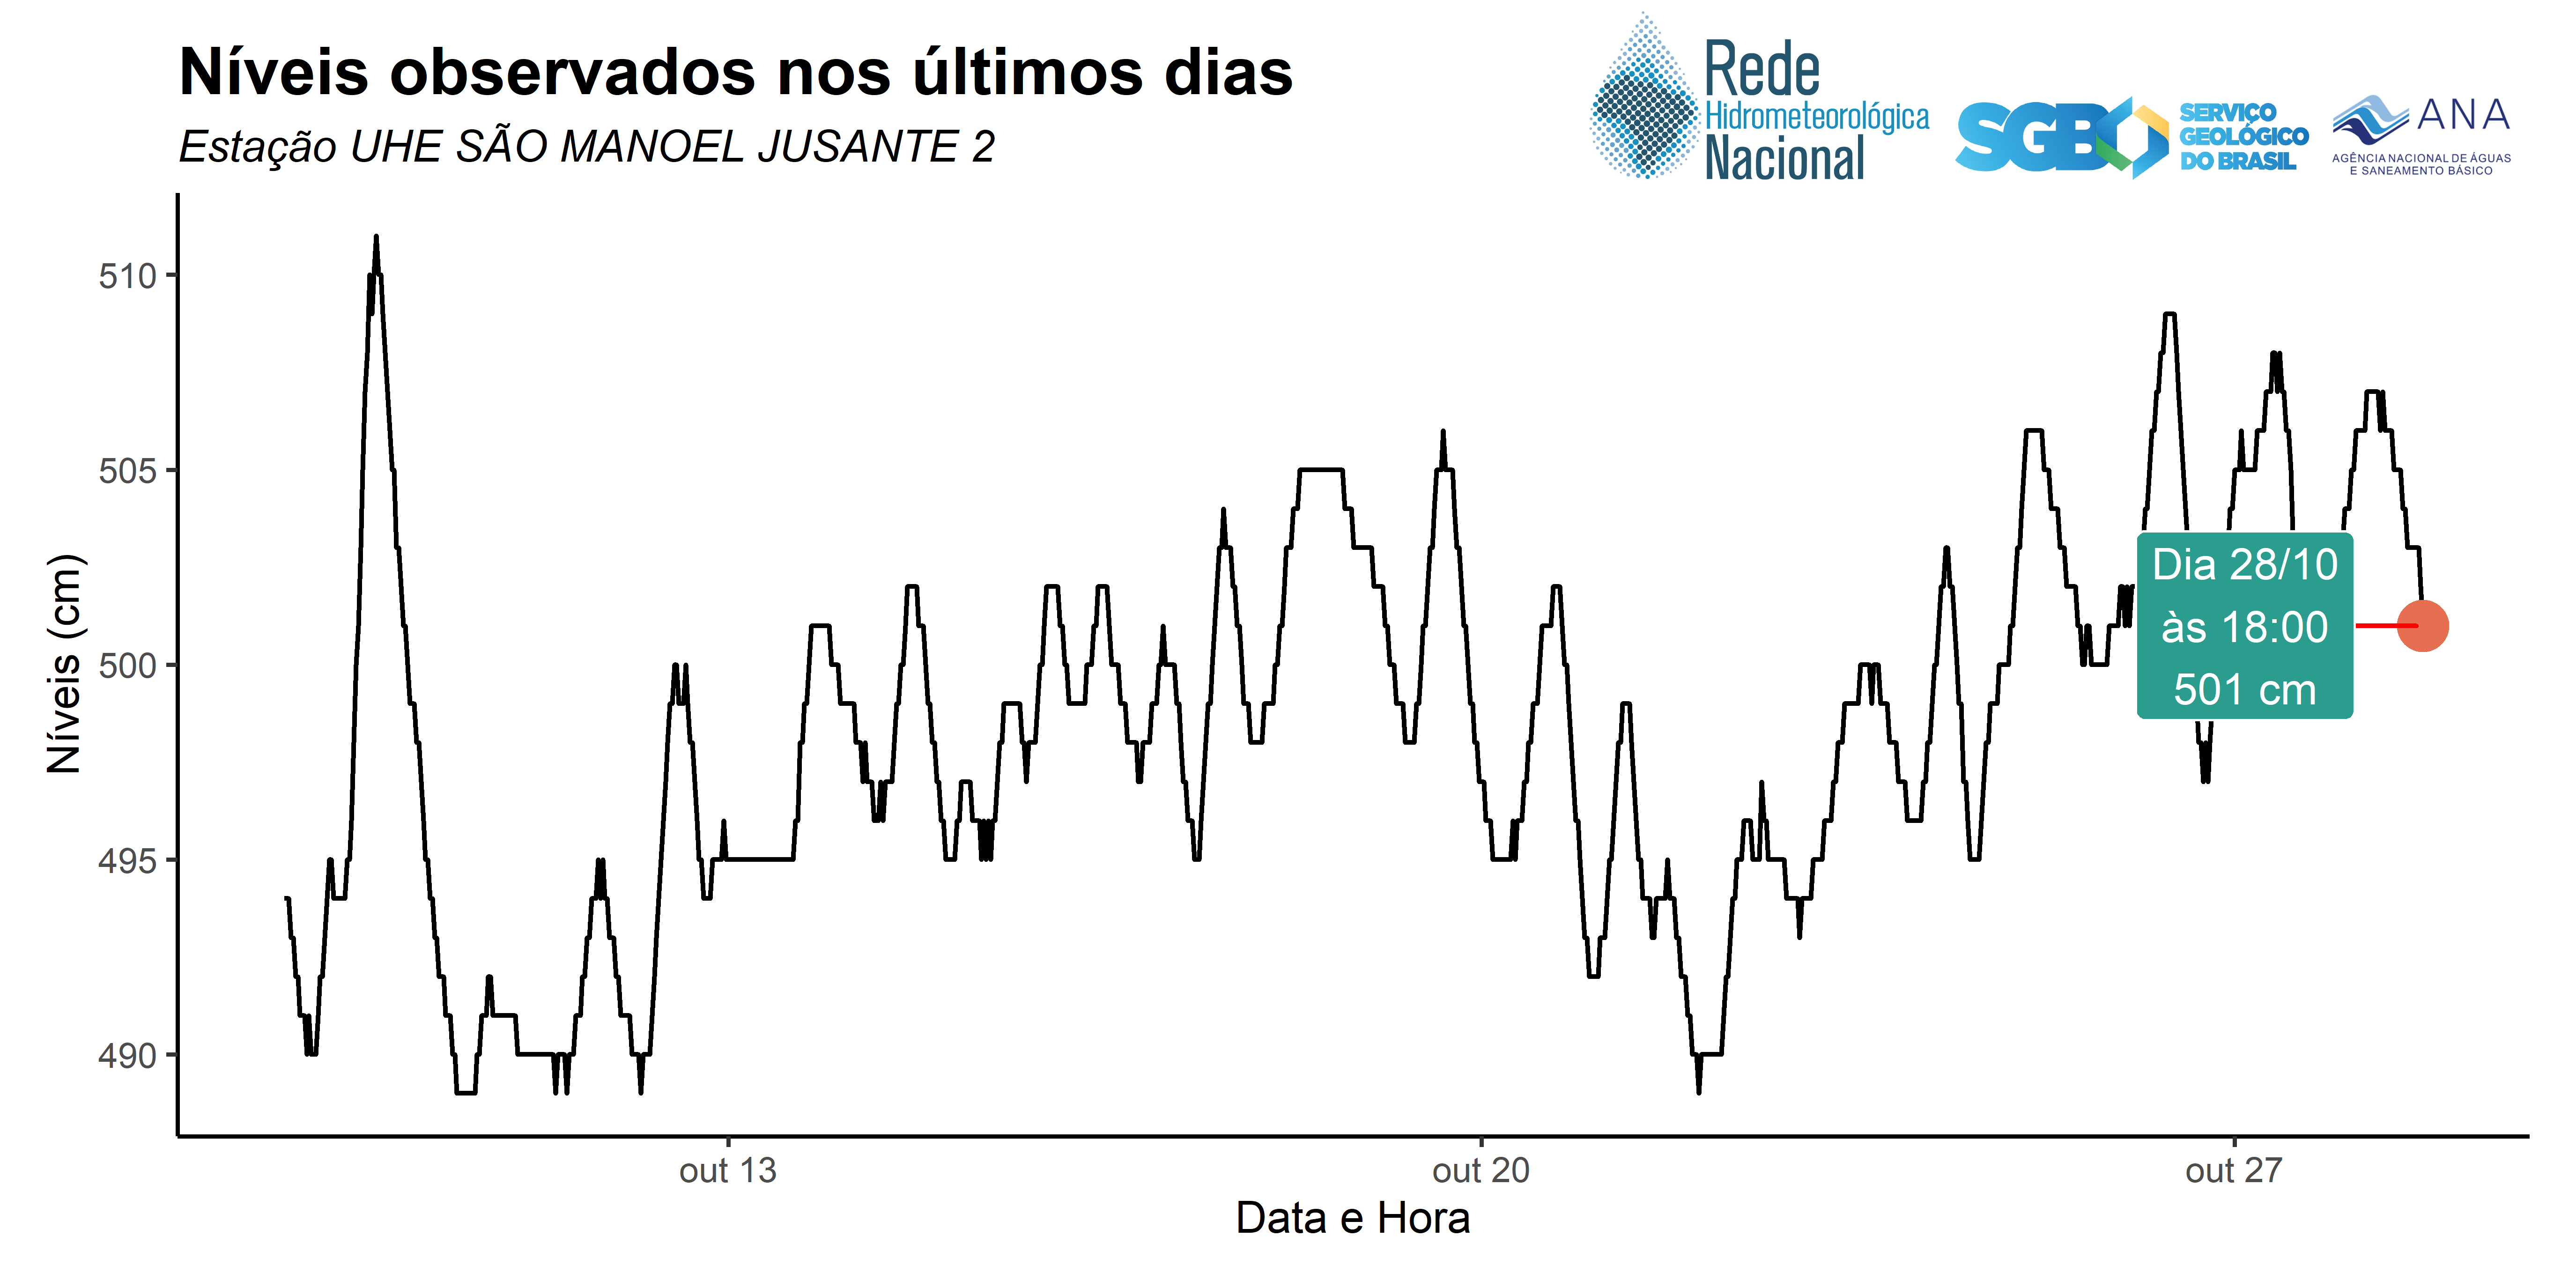 Níveis observados nos últimos dias
Estação UHE SÃO MANOEL JUSANTE 2
Rede
Hidrometeorológica
Nacional
SGB
SERVIÇO
GEOLÓGICO
DO BRASIL
ANA
AGÊNCIA NACIONAL DE ÁGUAS
E SANEAMENTO BÁSICO
Níveis (cm)
510
505
500
495
490
Dia 28/10
às 18:00
501 cm
out 13
out 20
out 27
Data e Hora